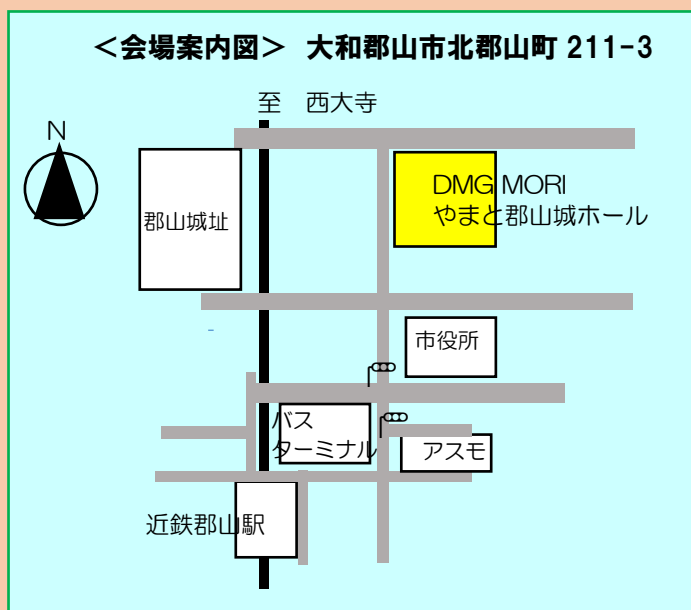 ＜会場案内図＞ 大和郡山市北郡山町 211-3
至 西大寺
N
DMG MORI
やまと郡山城ホール
郡山城址
市役所
バス
ターミナル
アスモ
近鉄郡山駅